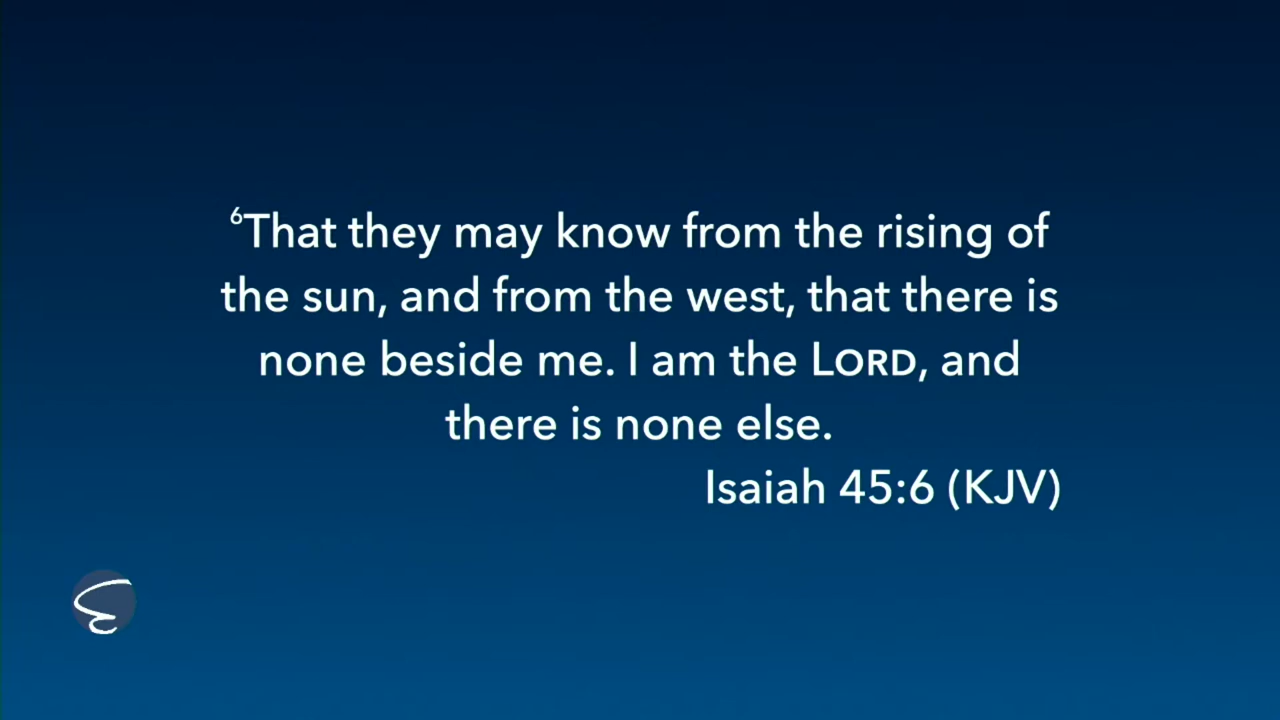 ⁶That they may know from the rising of
the sun, and from the west, that there is
none beside me. I am the LORD, and
there is none else.
Isaiah 45:6 (KJV)